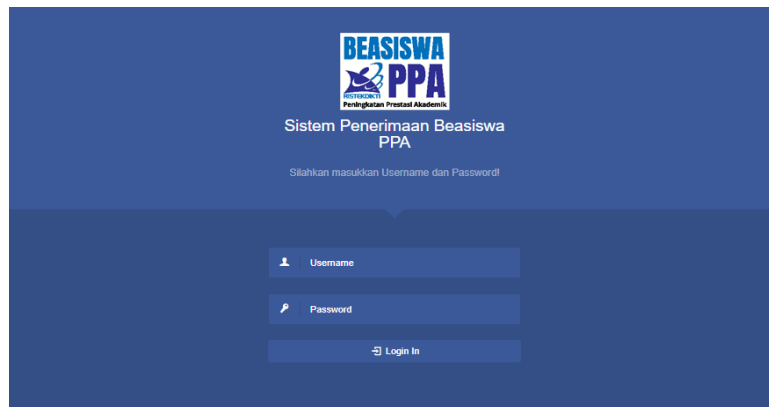 BEASISWA
PPA
RISTEKDIKTI
Peningkatan Prestasi Akademik
Sistem Penerimaan Beasiswa
PPA
Silahkan masukkan Username dan Password!
Username
Password
Login In